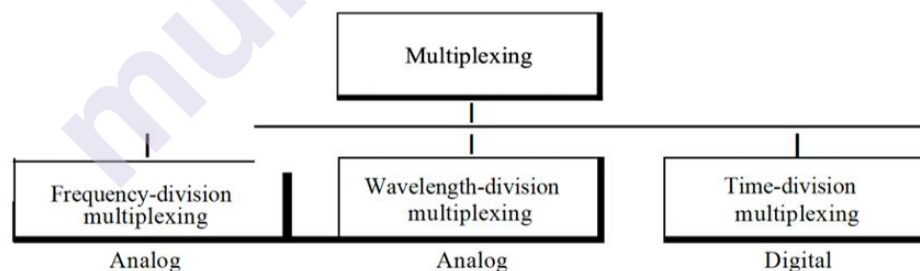 Multiplexing
Frequency-division
multiplexing
Wavelength-division
multiplexing
Time-division
multiplexing
Analog
Analog
Digital